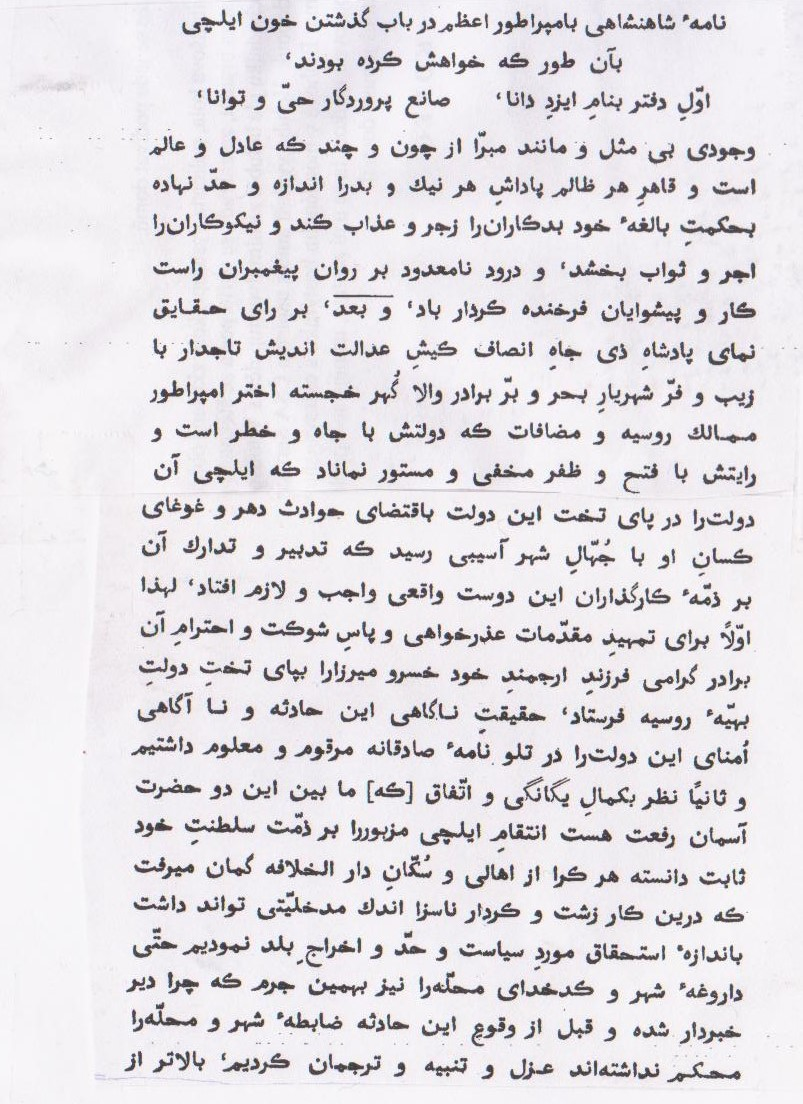 نامهٔ شاهنشاهی بامپراطور اعظم در باب گذشتن خون ایلچی
بآن طور که خواهش کرده بودند،
اوّلِ دفتر بنامِ ایزدِ دانا، صانع پروردگار حیّ و توانا،
وجودی بی مثل و مانند مبرّا از چون و چند که عادل و عالم
است و قاهرِ هر ظالم پاداشِ هر نیك و بدرا اندازه و حدّ نهاده
بحکمتِ بالغهٔ خود بدکاران‌را زجر و عذاب کند و نیکوکاران‌را
اجر و ثواب بخشد، و درود نامعدود بر روان پیغمبران راست
کار و پیشوایان فرخنده کردار باد، و بعد، بر رای حقایق
نمای پادشاهِ ذی جاهِ انصاف کیشِ عدالت اندیش تاجدار با
زیب و فرّ شهریارِ بحر و برّ برادر والا گُهر خجسته اختر امپراطور
ممالك روسیه و مضافات که دولتش با جاه و خطر است و
رایتش با فتح و ظفر مخفی و مستور نماناد که ایلچی آن
دولت‌را در پای تخت این دولت باقتضای حوادث دهر و غوغای
کسانِ او با جُهّالِ شهر آسیبی رسید که تدبیر و تدارك آن
بر ذمّهٔ کارگذاران این دوست واقعی واجب و لازم افتاد، لهذا
اوّلاً برای تمهیدِ مقدّمات عذرخواهی و پاسِ شوکت و احترامِ آن
برادر گرامی فرزندِ ارجمندِ خود خسرو میرزارا بپای تخت دولتِ
بهیّهٔ روسیه فرستاد، حقیقتِ ناگاهی این حادثه و نا آگاهی
اُمنای این دولت‌را در تلو نامهٔ صادقانه مرقوم و معلوم داشتیم
و ثانیًا نظر بکمالِ یگانگی و اتّفاق [که] ما بین این دو حضرت
آسمان رفعت هست انتقامِ ایلچی مزبوررا بر ذمّت سلطنتِ خود
ثابت دانسته هر کرا از اهالی و سُکّانِ دار الخلافه گمان میرفت
که درین کار زشت و کردار ناسزا اندك مدخلیّتی تواند داشت
باندازهٔ استحقاق موردِ سیاست و حدّ و اخراجِ بلد نمودیم حتّی
داروغهٔ شهر و کدخدای محلّه‌را نیز بهمین جرم که چرا دیر
خبردار شده و قبل از وقوعِ این حادثه ضابطهٔ شهر و محلّه‌را
محکم نداشته‌اند عزل و تنبیه و ترجمان کردیم، بالاتر از